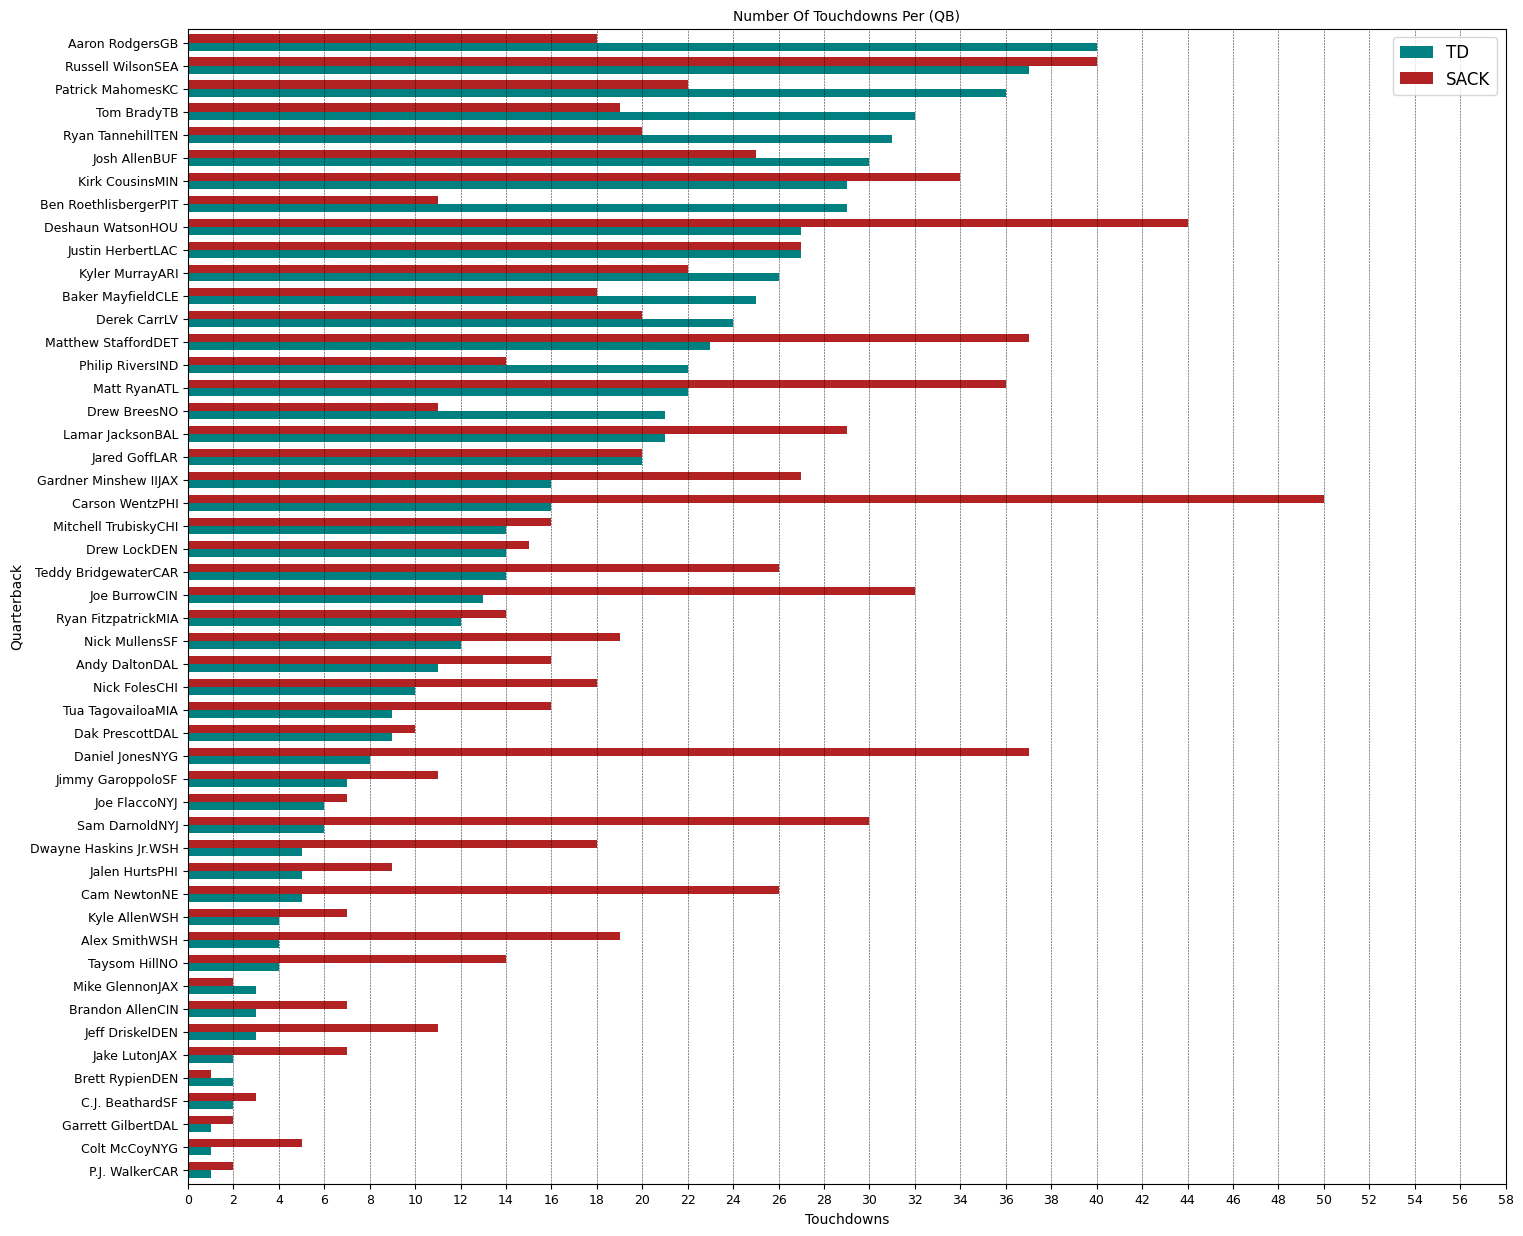 Number Of Touchdowns Per (QB)
TD
SACK
Quarterback
Aaron RodgersGB
Russell WilsonSEA
Patrick MahomesKC
Tom BradyTB
Ryan TannehillTEN
Josh AllenBUF
Kirk CousinsMIN
Ben RoethlisbergerPIT
Deshaun WatsonHOU
Justin HerbertLAC
Kyler MurrayARI
Baker MayfieldCLE
Derek CarrLV
Matthew StaffordDET
Philip RiversIND
Matt RyanATL
Drew BreesNO
Lamar JacksonBAL
Jared GoffLAR
Gardner Minshew IIJAX
Carson WentzPHI
Mitchell TrubiskyCHI
Drew LockDEN
Teddy BridgewaterCAR
Joe BurrowCIN
Ryan FitzpatrickMIA
Nick MullensSF
Andy DaltonDAL
Nick FolesCHI
Tua TagovailoaMIA
Dak PrescottDAL
Daniel JonesNYG
Jimmy GaroppoloSF
Joe FlaccoNYJ
Sam DarnoldNYJ
Dwayne Haskins Jr.WSH
Jalen HurtsPHI
Cam NewtonNE
Kyle AllenWSH
Alex SmithWSH
Taysom HillNO
Mike GlennonJAX
Brandon AllenCIN
Jeff DriskelDEN
Jake LutonJAX
Brett RypienDEN
C.J. BeathardSF
Garrett GilbertDAL
Colt McCoyNYG
P.J. WalkerCAR
0 2 4 6 8 10 12 14 16 18 20 22 24 26 28 30 32 34 36 38 40 42 44 46 48 50 52 54 56 58
Touchdowns